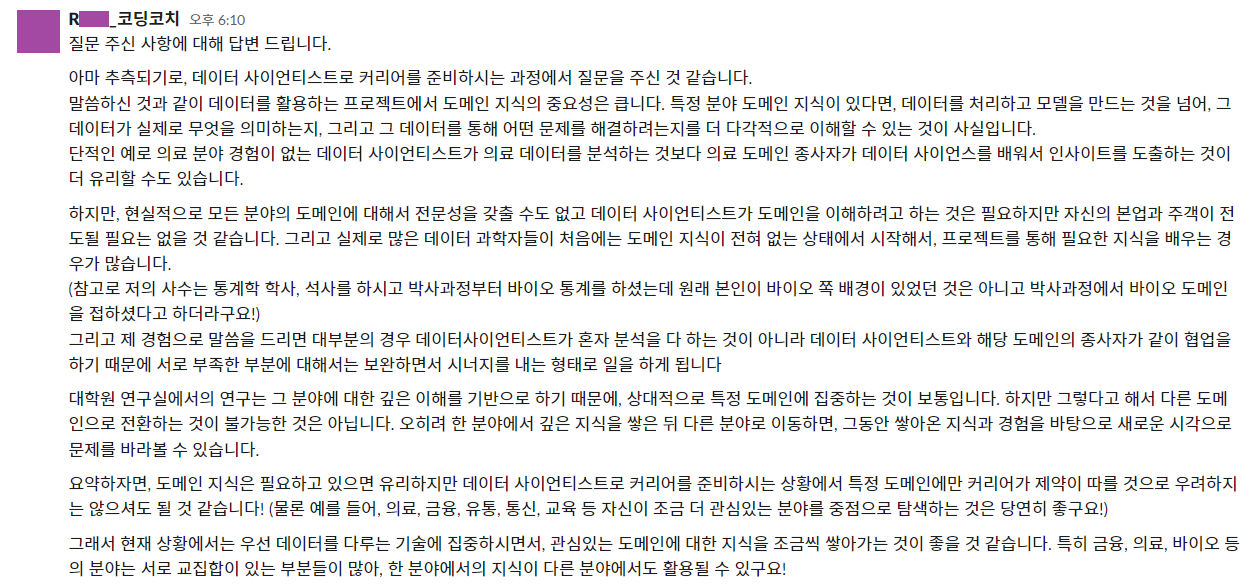 R _코딩코치 오후 6:10
질문 주신 사항에 대해 답변 드립니다.
아마 추측되기로, 데이터 사이언티스트로 커리어를 준비하시는 과정에서 질문을 주신 것 같습니다.
말씀하신 것과 같이 데이터를 활용하는 프로젝트에서 도메인 지식의 중요성은 큽니다. 특정 분야 도메인 지식이 있다면, 데이터를 처리하고 모델을 만드는 것을 넘어, 그
데이터가 실제로 무엇을 의미하는지, 그리고 그 데이터를 통해 어떤 문제를 해결하려는지를 더 다각적으로 이해할 수 있는 것이 사실입니다.
단적인 예로 의료 분야 경험이 없는 데이터 사이언티스트가 의료 데이터를 분석하는 것보다 의료 도메인 종사자가 데이터 사이언스를 배워서 인사이트를 도출하는 것이
더 유리할 수도 있습니다.
하지만, 현실적으로 모든 분야의 도메인에 대해서 전문성을 갖출 수도 없고 데이터 사이언티스트가 도메인을 이해하려고 하는 것은 필요하지만 자신의 본업과 주객이 전
도될 필요는 없을 것 같습니다. 그리고 실제로 많은 데이터 과학자들이 처음에는 도메인 지식이 전혀 없는 상태에서 시작해서, 프로젝트를 통해 필요한 지식을 배우는 경
우가 많습니다.
(참고로 저의 사수는 통계학 학사, 석사를 하시고 박사과정부터 바이오 통계를 하셨는데 원래 본인이 바이오 쪽 배경이 있었던 것은 아니고 박사과정에서 바이오 도메인
을 접하셨다고 하더라구요!)
그리고 제 경험으로 말씀을 드리면 대부분의 경우 데이터사이언티스트가 혼자 분석을 다 하는 것이 아니라 데이터 사이언티스트와 해당 도메인의 종사자가 같이 협업을
하기 때문에 서로 부족한 부분에 대해서는 보완하면서 시너지를 내는 형태로 일을 하게 됩니다
대학원 연구실에서의 연구는 그 분야에 대한 깊은 이해를 기반으로 하기 때문에, 상대적으로 특정 도메인에 집중하는 것이 보통입니다. 하지만 그렇다고 해서 다른 도메
인으로 전환하는 것이 불가능한 것은 아닙니다. 오히려 한 분야에서 깊은 지식을 쌓은 뒤 다른 분야로 이동하면, 그동안 쌓아온 지식과 경험을 바탕으로 새로운 시각으로
문제를 바라볼 수 있습니다.
요약하자면, 도메인 지식은 필요하고 있으면 유리하지만 데이터 사이언티스트로 커리어를 준비하시는 상황에서 특정 도메인에만 커리어가 제약이 따를 것으로 우려하지
는 않으셔도 될 것 같습니다! (물론 예를 들어, 의료, 금융, 유통, 통신, 교육 등 자신이 조금 더 관심있는 분야를 중점으로 탐색하는 것은 당연히 좋구요!)
그래서 현재 상황에서는 우선 데이터를 다루는 기술에 집중하시면서, 관심있는 도메인에 대한 지식을 조금씩 쌓아가는 것이 좋을 것 같습니다. 특히 금융, 의료, 바이오 등
의 분야는 서로 교집합이 있는 부분들이 많아, 한 분야에서의 지식이 다른 분야에서도 활용될 수 있구요!